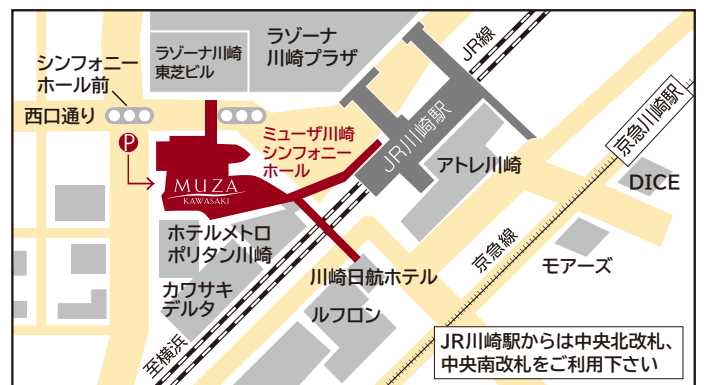 ラゾーナ
川崎プラザ
ラゾーナ川崎
東芝ビル
シンフォニー
ホール前
西口通り
P
ミューザ川崎
シンフォニー
ホール
MUZA
KAWASAKI
JR線
JR川崎駅
京急川崎駅
アトレ川崎
DICE
ホテルメトロ
ポリタン川崎
カワサキ
デルタ
川崎日航ホテル
ルフロン
京急線
モアーズ
至横浜
JR川崎駅からは中央北改札、
中央南改札をご利用下さい